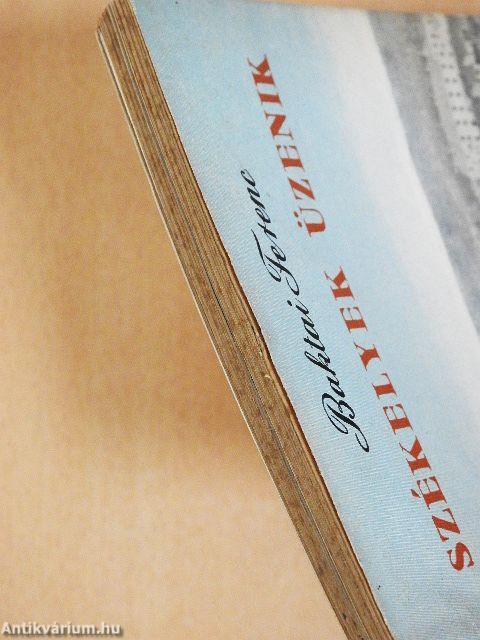 Baktai Ferenc
SZÉKELYEK ÜZENIK
Antikvárium.hu